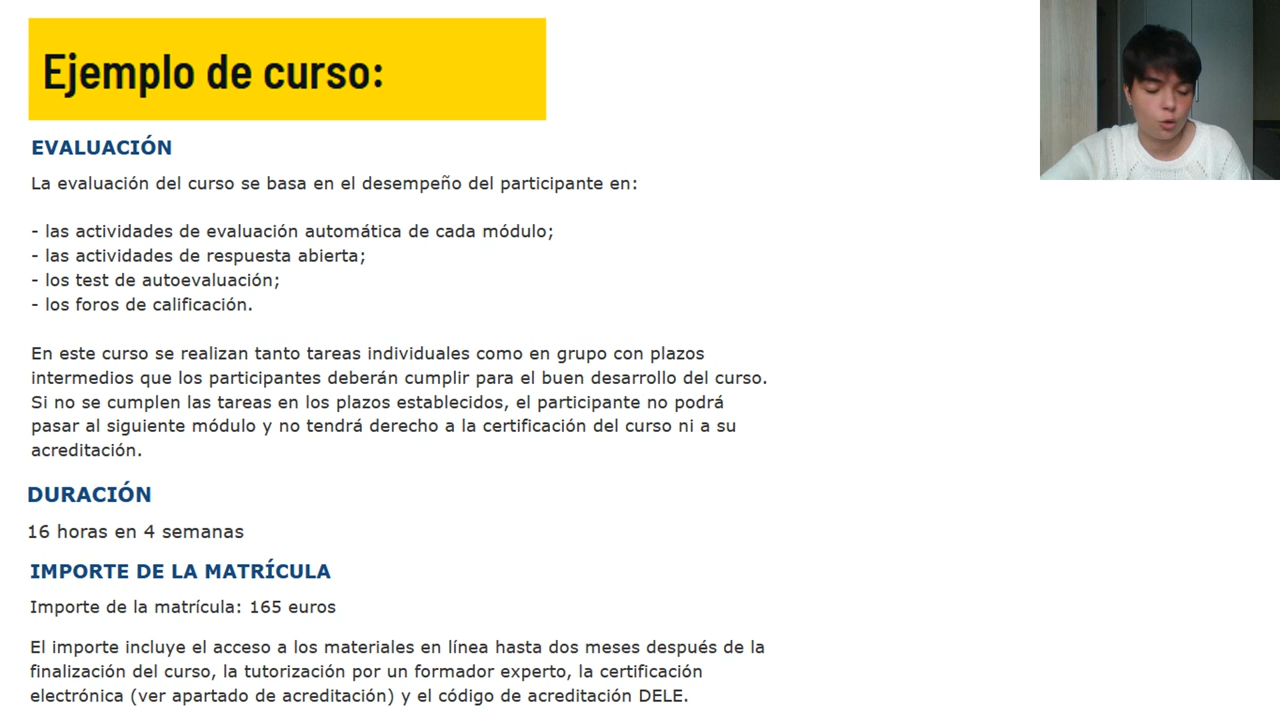 Ejemplo de curso:
EVALUACIÓN
La evaluación del curso se basa en el desempeño del participante en:
- las actividades de evaluación automática de cada módulo;
- las actividades de respuesta abierta;
- los test de autoevaluación;
- los foros de calificación.
En este curso se realizan tanto tareas individuales como en grupo con plazos
intermedios que los participantes deberán cumplir para el buen desarrollo del curso.
Si no se cumplen las tareas en los plazos establecidos, el participante no podrá
pasar al siguiente módulo y no tendrá derecho a la certificación del curso ni a su
acreditación.
DURACIÓN
16 horas en 4 semanas
IMPORTE DE LA MATRÍCULA
Importe de la matrícula: 165 euros
El importe incluye el acceso a los materiales en línea hasta dos meses después de la
finalización del curso, la tutorización por un formador experto, la certificación
electrónica (ver apartado de acreditación) y el código de acreditación DELE.